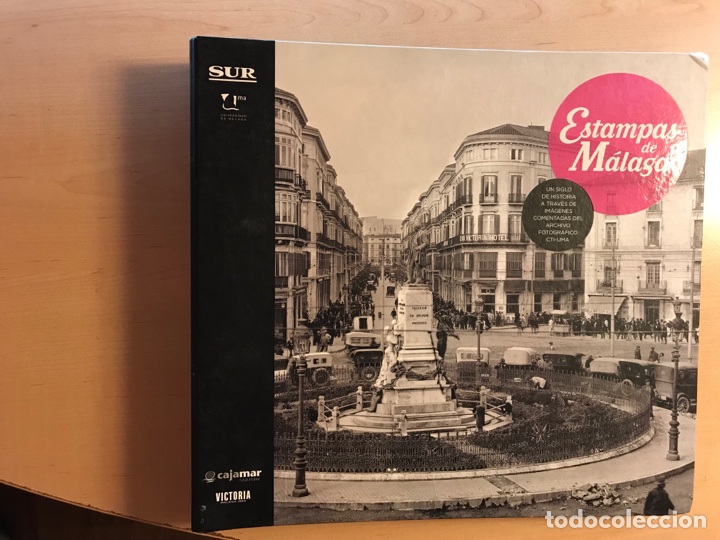 SUR
uma
UNIVERSIDAD
DE MÁLAGA
Estampas
de
Málaga
UN SIGLO
DE HISTORIA
A TRAVÉS DE
IMÁGENES
COMENTADAS DEL
ARCHIVO
FOTOGRÁFICO
CTI-UMA
VICTORIA HOTEL
cajamar
VICTORIA
todocoleccion.net